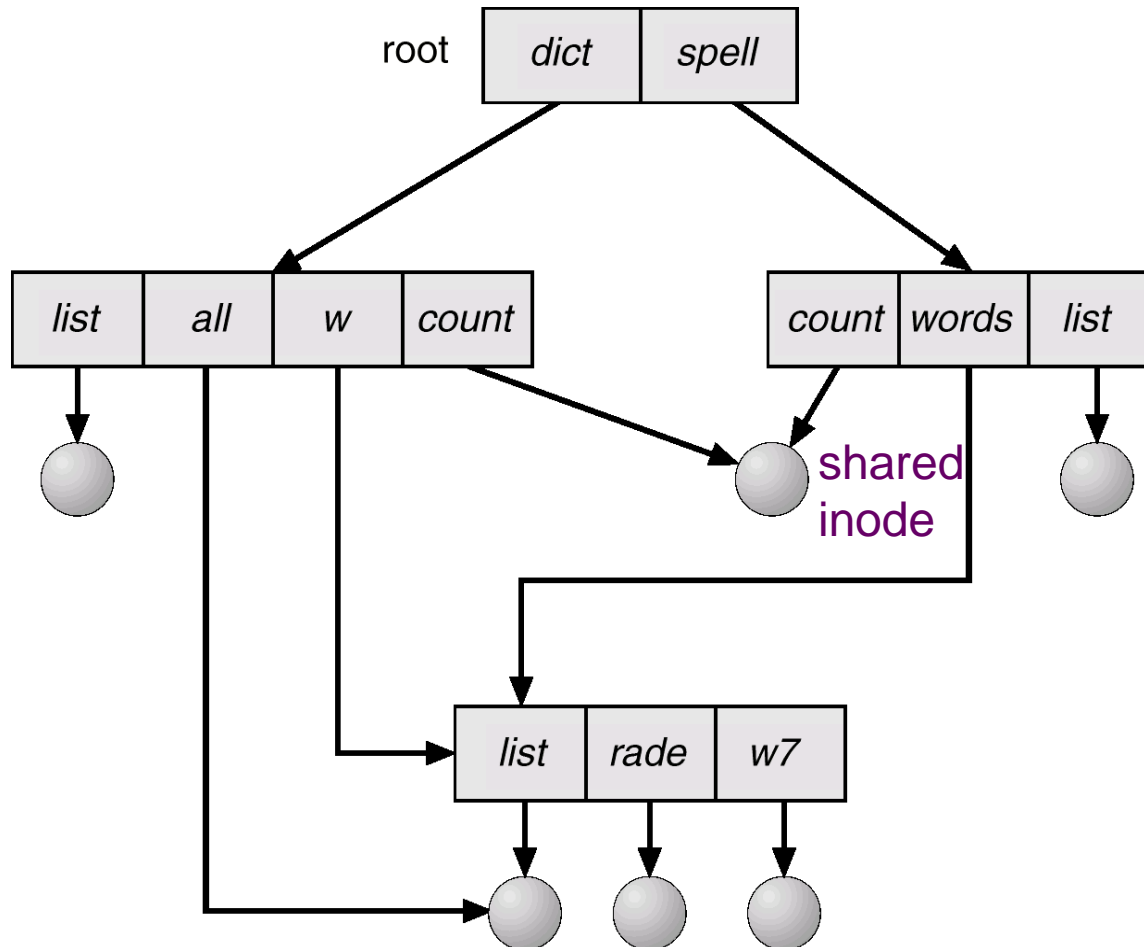 root dict spell
list all w count count words list
shared
inode
list rade w7